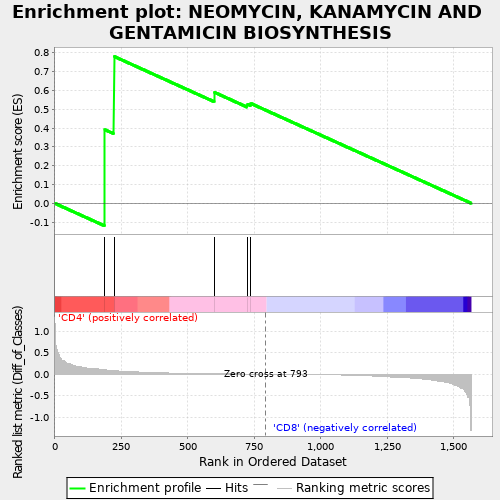 Enrichment plot: NEOMYCIN, KANAMYCIN AND
GENTAMICIN BIOSYNTHESIS
Enrichment score (ES)
0.8
0.7
0.6
0.5
0.4
0.3
0.2
0.1
0.0
-0.1
'CD4' (positively correlated)
Ranked list metric (Diff_of_Classes)
1.0
0.5
0.0
-0.5
-1.0
Zero cross at 793
'CD8' (negatively correlated)
0 250 500 750 1,000 1,250 1,500
Rank in Ordered Dataset
Enrichment profile Hits Ranking metric scores